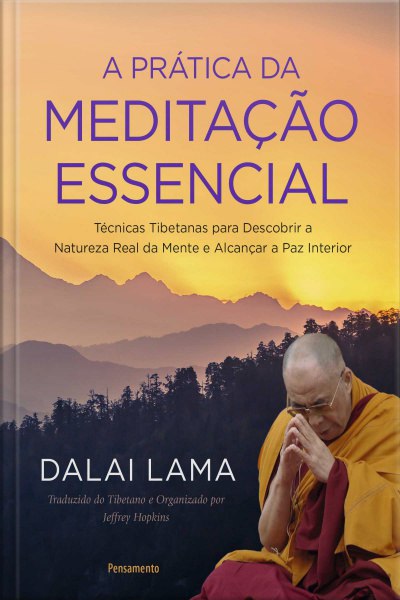 A PRÁTICA DA
MEDITAÇÃO
ESSENCIAL
Técnicas Tibetanas para Descobrir a
Natureza Real da Mente e Alcançar a Paz Interior
DALAI LAMA
Traduzido do Tibetano e Organizado por
Jeffrey Hopkins
Pensamento